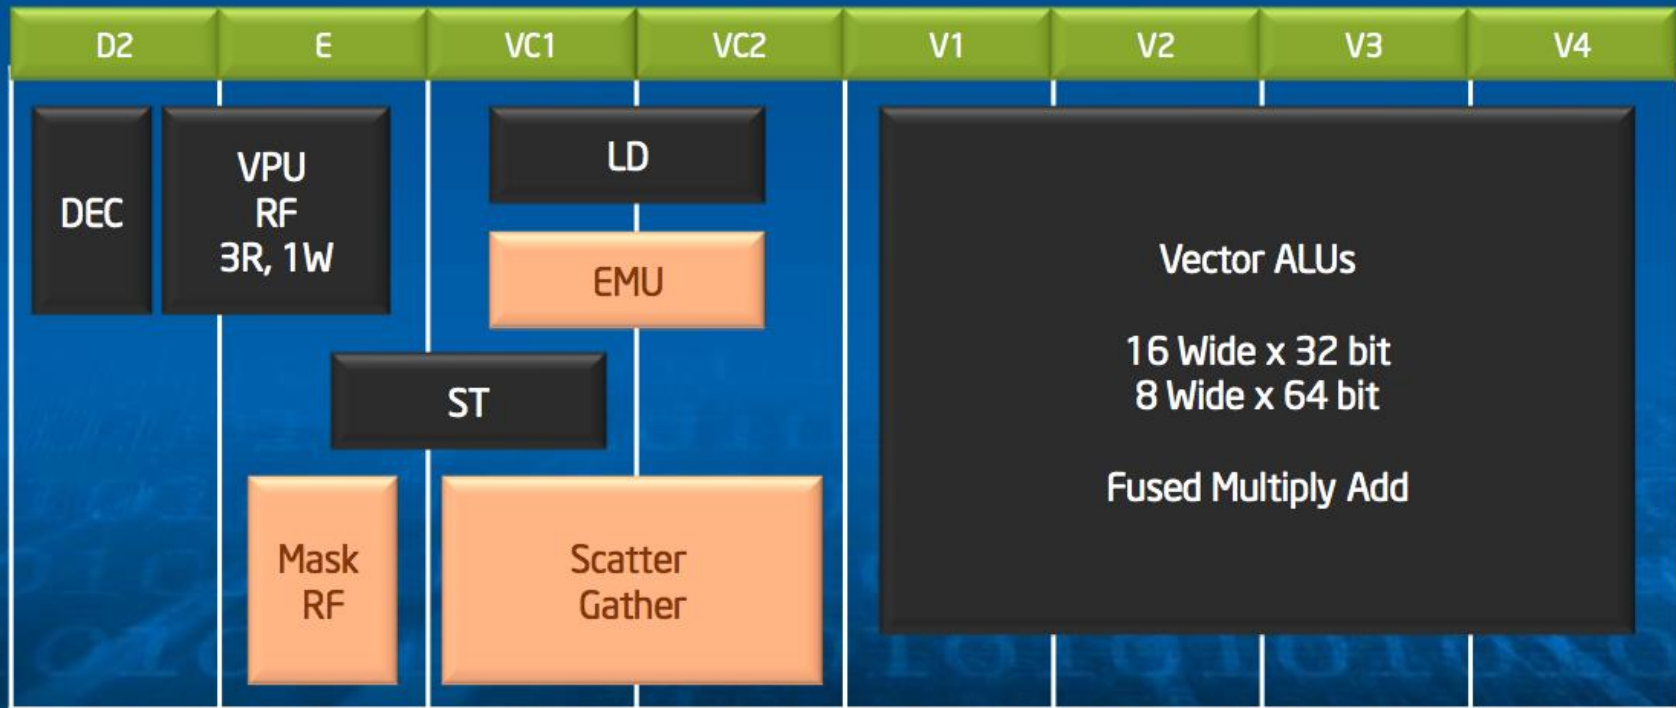 D2
E
VC1
VC2
V1
V2
V3
V4
DEC
VPU
RF
3R, 1W
LD
EMU
ST
Mask
RF
Scatter
Gather
Vector ALUs
16 Wide x 32 bit
8 Wide x 64 bit
Fused Multiply Add